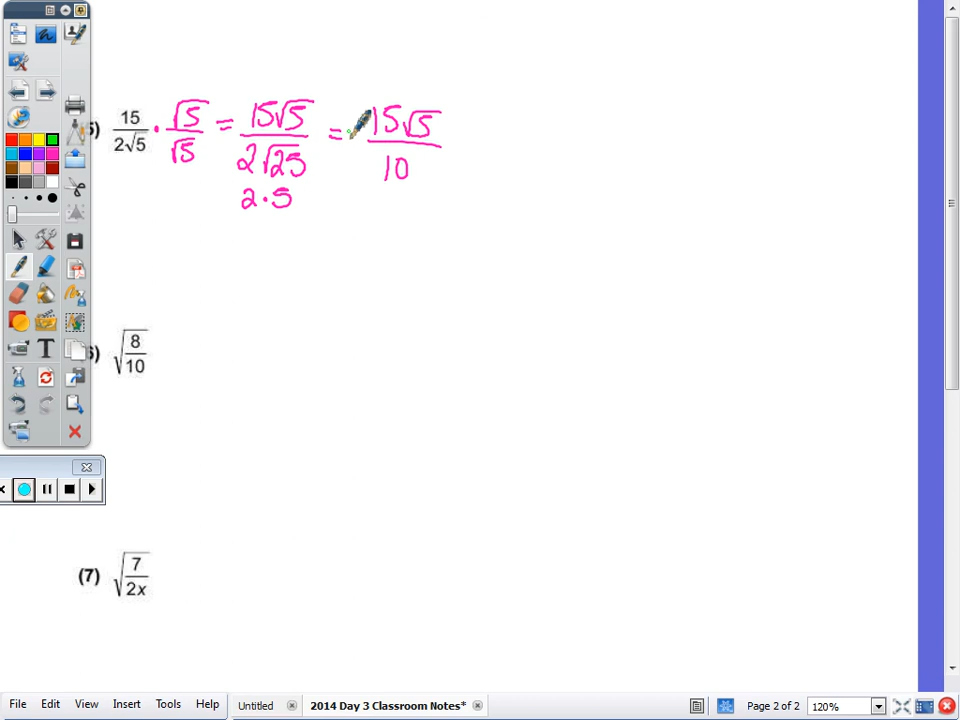 5) 15/2√5 • √5/√5 = 15√5/2√25 = 15√5/10
2 • 5
6) √8/10
(7) √7/2x
File Edit View Insert Tools Help Untitled 2014 Day 3 Classroom Notes* Page 2 of 2 120%